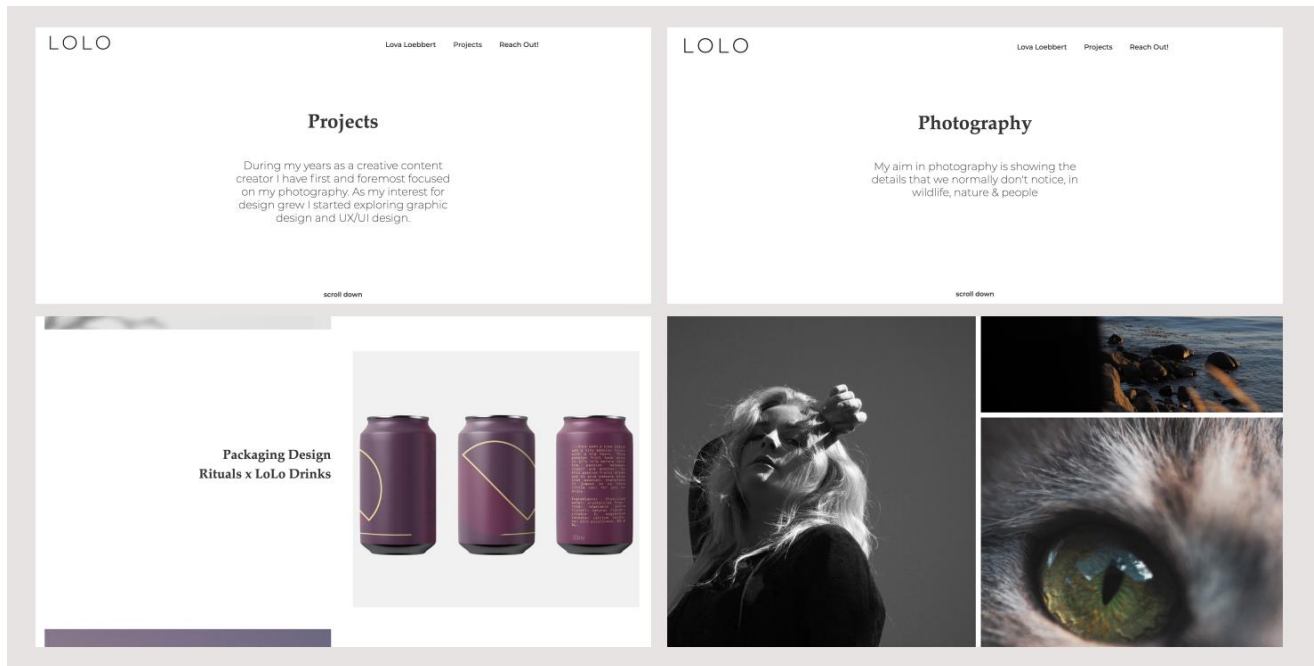 LOLO
Lova Loebbert Projects Reach Out!
Projects
During my years as a creative content
creator I have first and foremost focused
on my photography. As my interest for
design grew I started exploring graphic
design and UX/UI design.
scroll down
LOLO
Lova Loebbert Projects Reach Out!
Photography
My aim in photography is showing the
details that we normally don't notice, in
wildlife, nature & people
scroll down
Packaging Design
Rituals x LoLo Drinks